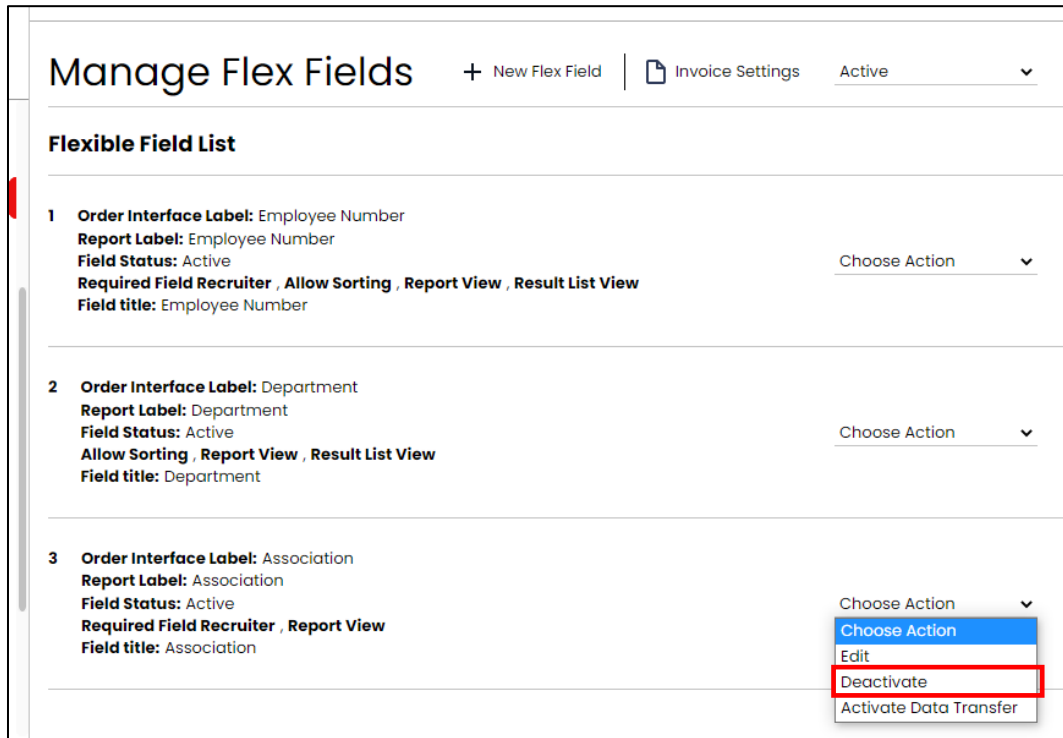 Manage Flex Fields + New Flex Field Invoice Settings Active
Flexible Field List
1 Order Interface Label: Employee Number
Report Label: Employee Number
Field Status: Active
Choose Action
Required Field Recruiter , Allow Sorting , Report View , Result List View
Field title: Employee Number
2 Order Interface Label: Department
Report Label: Department
Field Status: Active
Choose Action
Allow Sorting , Report View , Result List View
Field title: Department
3 Order Interface Label: Association
Report Label: Association
Field Status: Active
Choose Action
Required Field Recruiter , Report View
Field title: Association
Choose Action
Edit
Deactivate
Activate Data Transfer